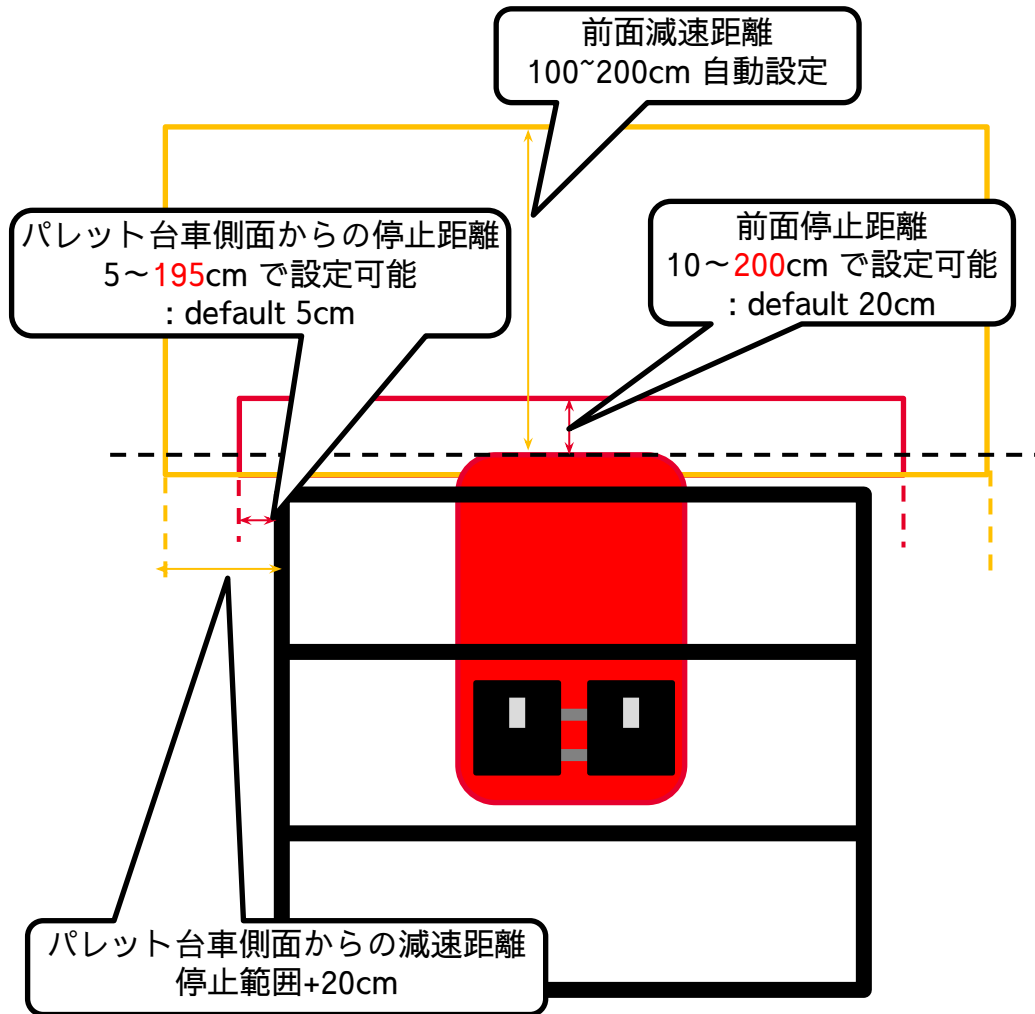 前面減速距離
100~200cm 自動設定
パレット台車側面からの停止距離
5～195cm で設定可能
: default 5cm
前面停止距離
10～200cm で設定可能
: default 20cm
パレット台車側面からの減速距離
停止範囲+20cm